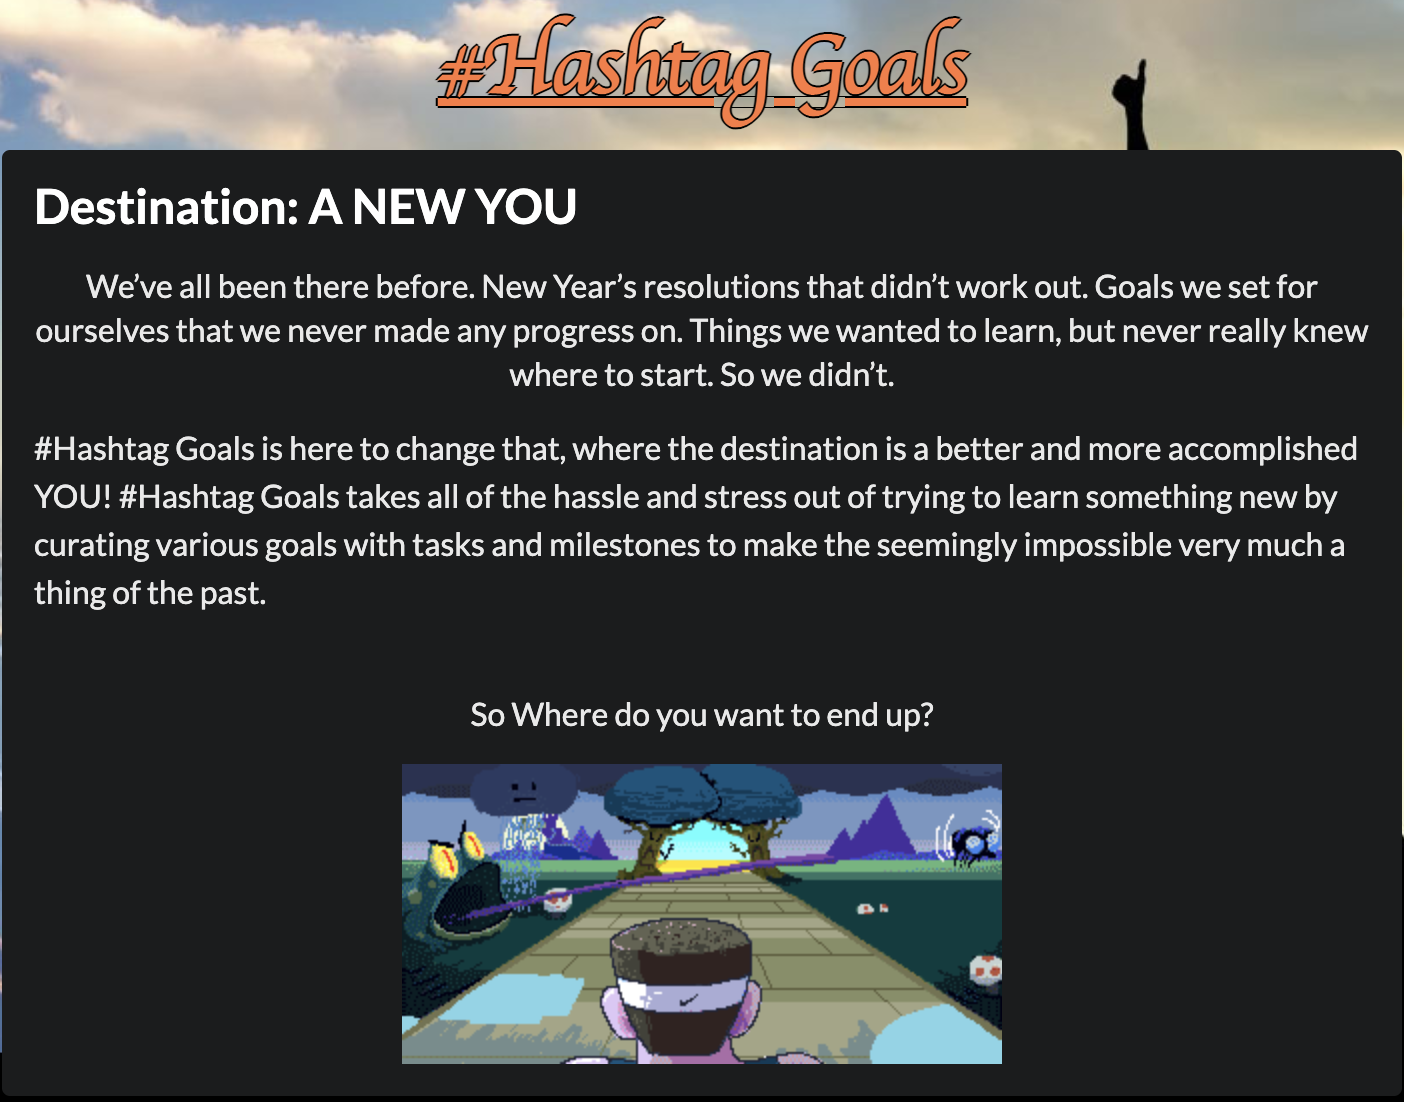 #Hashtag Goals
Destination: A NEW YOU
We’ve all been there before. New Year’s resolutions that didn’t work out. Goals we set for
ourselves that we never made any progress on. Things we wanted to learn, but never really knew
where to start. So we didn’t.
#Hashtag Goals is here to change that, where the destination is a better and more accomplished
YOU! #Hashtag Goals takes all of the hassle and stress out of trying to learn something new by
curating various goals with tasks and milestones to make the seemingly impossible very much a
thing of the past.
So Where do you want to end up?